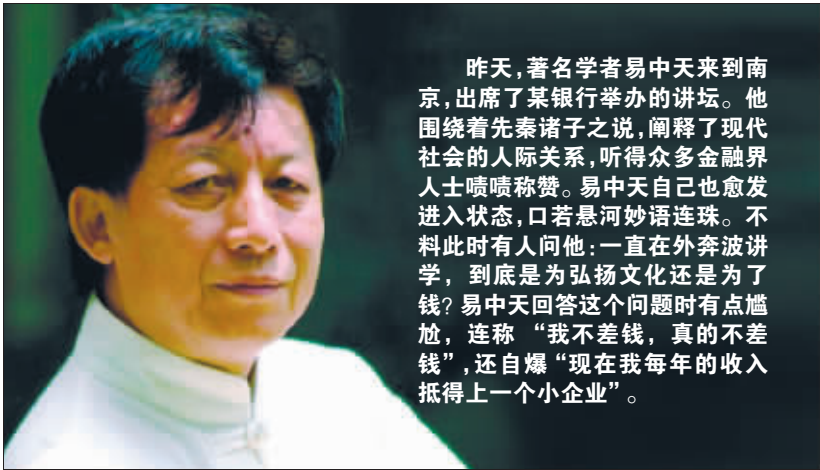 昨天,著名学者易中天来到南
京,出席了某银行举办的讲坛。他
围绕着先秦诸子之说,阐释了现代
社会的人际关系,听得众多金融界
人士啧啧称赞。易中天自己也愈发
进入状态,口若悬河妙语连珠。不
料此时有人问他:一直在外奔波讲
学，到底是为弘扬文化还是为了
钱？易中天回答这个问题时有点尴
尬，连称 “我不差钱，真的不差
钱”,还自爆“现在我每年的收入
抵得上一个小企业”。